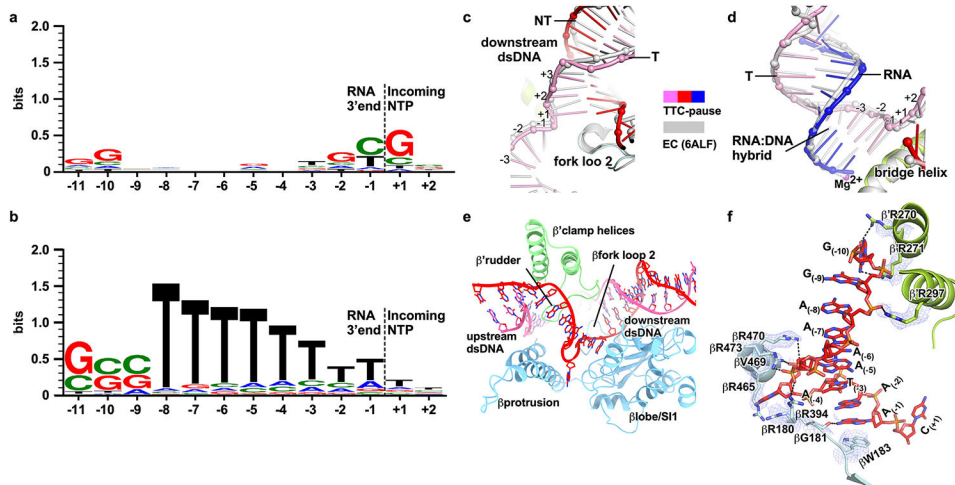 a
2.0
1.5
1.0
0.5
0.0
bits
RNA
3'end
Incoming
NTP
G G C T G C T G C
-11 -10 -9 -8 -7 -6 -5 -4 -3 -2 -1 +1 +2
b
2.0
1.5
1.0
0.5
0.0
bits
RNA
3'end
Incoming
NTP
G C C T T T T T T T T T
C G G
-11 -10 -9 -8 -7 -6 -5 -4 -3 -2 -1 +1 +2
c
NT
downstream
dsDNA
T
+3
+2
+1
-1
-2
-3
fork loo 2
TTC-pause
EC (6ALF)
d
T
RNA
-3
-2
-1
+1
+2
RNA:DNA
hybrid
Mg2+
bridge helix
e
β'clamp helices
β'rudder
βfork loop 2
upstream
dsDNA
downstream
dsDNA
βprotrusion
βlobe/SI1
f
β'R270
G(-10)
β'R271
G(-9)
β'R297
A(-8)
A(-7)
βR470
βR473
βV469
A(-6)
A(-5)
βR465
T(-3)
A(-2)
A(-4)
βR394
A(-1)
βR180
βG181
C(+1)
βW183